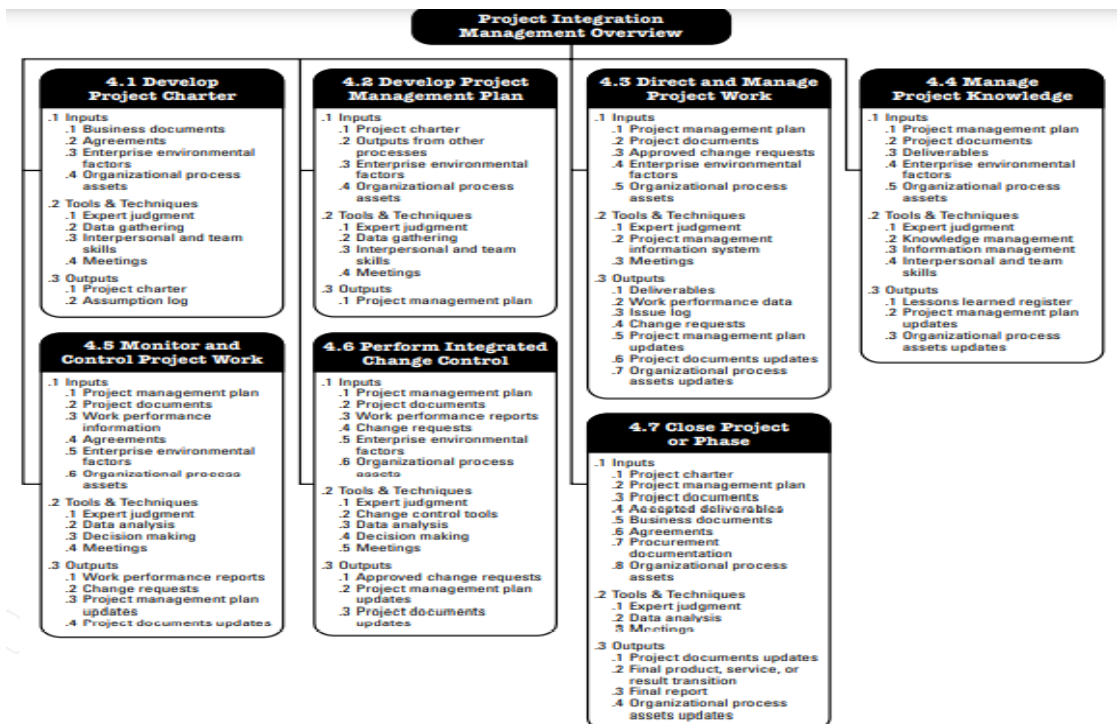 Project Integration
Management Overview
4.1 Develop
Project Charter
.1 Inputs
.1 Business documents
.2 Agreements
.3 Enterprise environmental
factors
.4 Organizational process
assets
.2 Tools & Techniques
.1 Expert judgment
.2 Data gathering
.3 Interpersonal and team
skills
.4 Meetings
.3 Outputs
.1 Project charter
.2 Assumption log
4.2 Develop Project
Management Plan
.1 Inputs
.1 Project charter
.2 Outputs from other
processes
.3 Enterprise environmental
factors
.4 Organizational process
assets
.2 Tools & Techniques
.1 Expert judgment
.2 Data gathering
.3 Interpersonal and team
skills
.4 Meetings
.3 Outputs
.1 Project management plan
4.3 Direct and Manage
Project Work
.1 Inputs
.1 Project management plan
.2 Project documents
.3 Approved change requests
.4 Enterprise environmental
factors
.5 Organizational process
assets
.2 Tools & Techniques
.1 Expert judgment
.2 Project management
information system
.3 Meetings
.3 Outputs
.1 Deliverables
.2 Work performance data
.3 Issue log
.4 Change requests
.5 Project management plan
updates
.6 Project documents updates
.7 Organizational process
assets updates
4.4 Manage
Project Knowledge
.1 Inputs
.1 Project management plan
.2 Project documents
.3 Deliverables
.4 Enterprise environmental
factors
.5 Organizational process
assets
.2 Tools & Techniques
.1 Expert judgment
.2 Knowledge management
.3 Information management
.4 Interpersonal and team
skills
.3 Outputs
.1 Lessons learned register
.2 Project management plan
updates
.3 Organizational process
assets updates
4.5 Monitor and
Control Project Work
.1 Inputs
.1 Project management plan
.2 Project documents
.3 Work performance
information
.4 Agreements
.5 Enterprise environmental
factors
.6 Organizational process
assets
.2 Tools & Techniques
.1 Expert judgment
.2 Data analysis
.3 Decision making
.4 Meetings
.3 Outputs
.1 Work performance reports
.2 Change requests
.3 Project management plan
updates
.4 Project documents updates
4.6 Perform Integrated
Change Control
.1 Inputs
.1 Project management plan
.2 Project documents
.3 Work performance reports
.4 Change requests
.5 Enterprise environmental
factors
.6 Organizational process
assets
.2 Tools & Techniques
.1 Expert judgment
.2 Change control tools
.3 Data analysis
.4 Decision making
.5 Meetings
.3 Outputs
.1 Approved change requests
.2 Project management plan
updates
.3 Project documents
updates
4.7 Close Project
or Phase
.1 Inputs
.1 Project charter
.2 Project management plan
.3 Project documents
.4 Accepted deliverables
.5 Business documents
.6 Agreements
.7 Procurement
documentation
.8 Organizational process
assets
.2 Tools & Techniques
.1 Expert judgment
.2 Data analysis
.3 Meetings
.3 Outputs
.1 Project documents updates
.2 Final product, service, or
result transition
.3 Final report
.4 Organizational process
assets updates